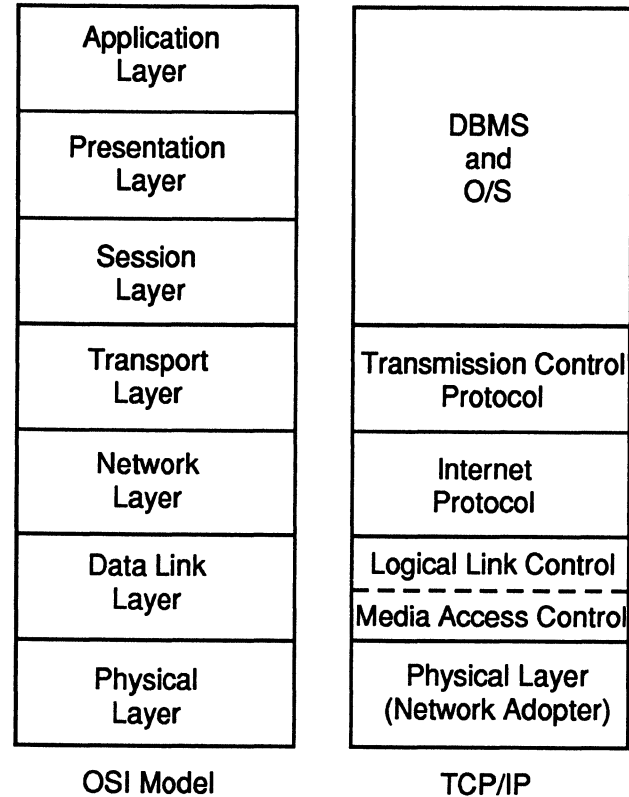 Application
Layer
Presentation
Layer
Session
Layer
Transport
Layer
Network
Layer
Data Link
Layer
Physical
Layer
OSI Model
DBMS
and
O/S
Transmission Control
Protocol
Internet
Protocol
Logical Link Control
Media Access Control
Physical Layer
(Network Adopter)
TCP/IP